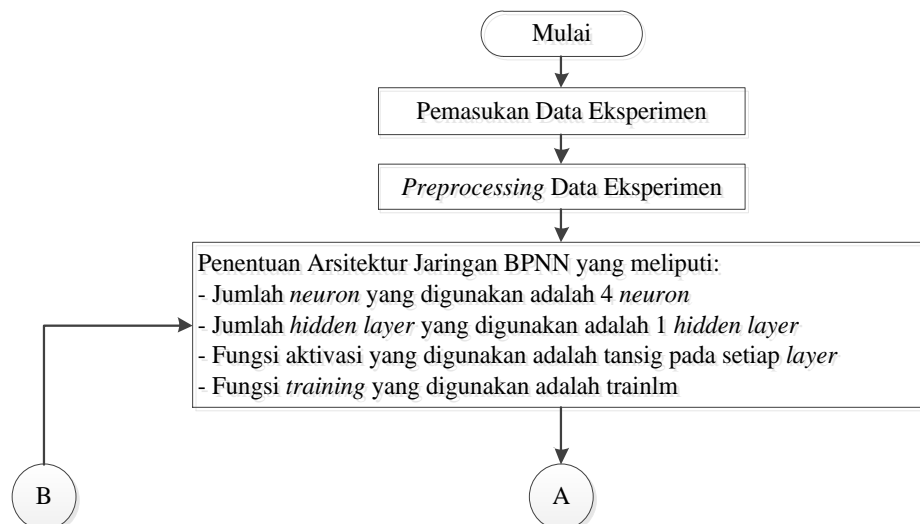 Mulai
Pemasukan Data Eksperimen
Preprocessing Data Eksperimen
Penentuan Arsitektur Jaringan BPNN yang meliputi:
- Jumlah neuron yang digunakan adalah 4 neuron
- Jumlah hidden layer yang digunakan adalah 1 hidden layer
- Fungsi aktivasi yang digunakan adalah tansig pada setiap layer
- Fungsi training yang digunakan adalah trainlm
B
A